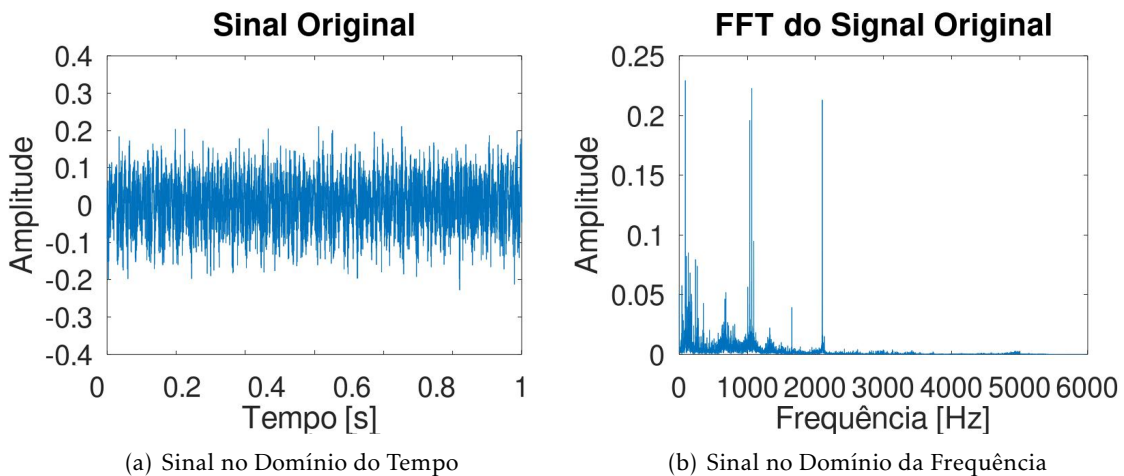 Sinal Original
0.4
0.3
0.2
0.1
0
-0.1
-0.2
-0.3
-0.4
Amplitude
0 0.2 0.4 0.6 0.8 1
Tempo [s]
(a) Sinal no Domínio do Tempo
FFT do Signal Original
0.25
0.2
0.15
0.1
0.05
0
Amplitude
0 1000 2000 3000 4000 5000 6000
Frequência [Hz]
(b) Sinal no Domínio da Frequência